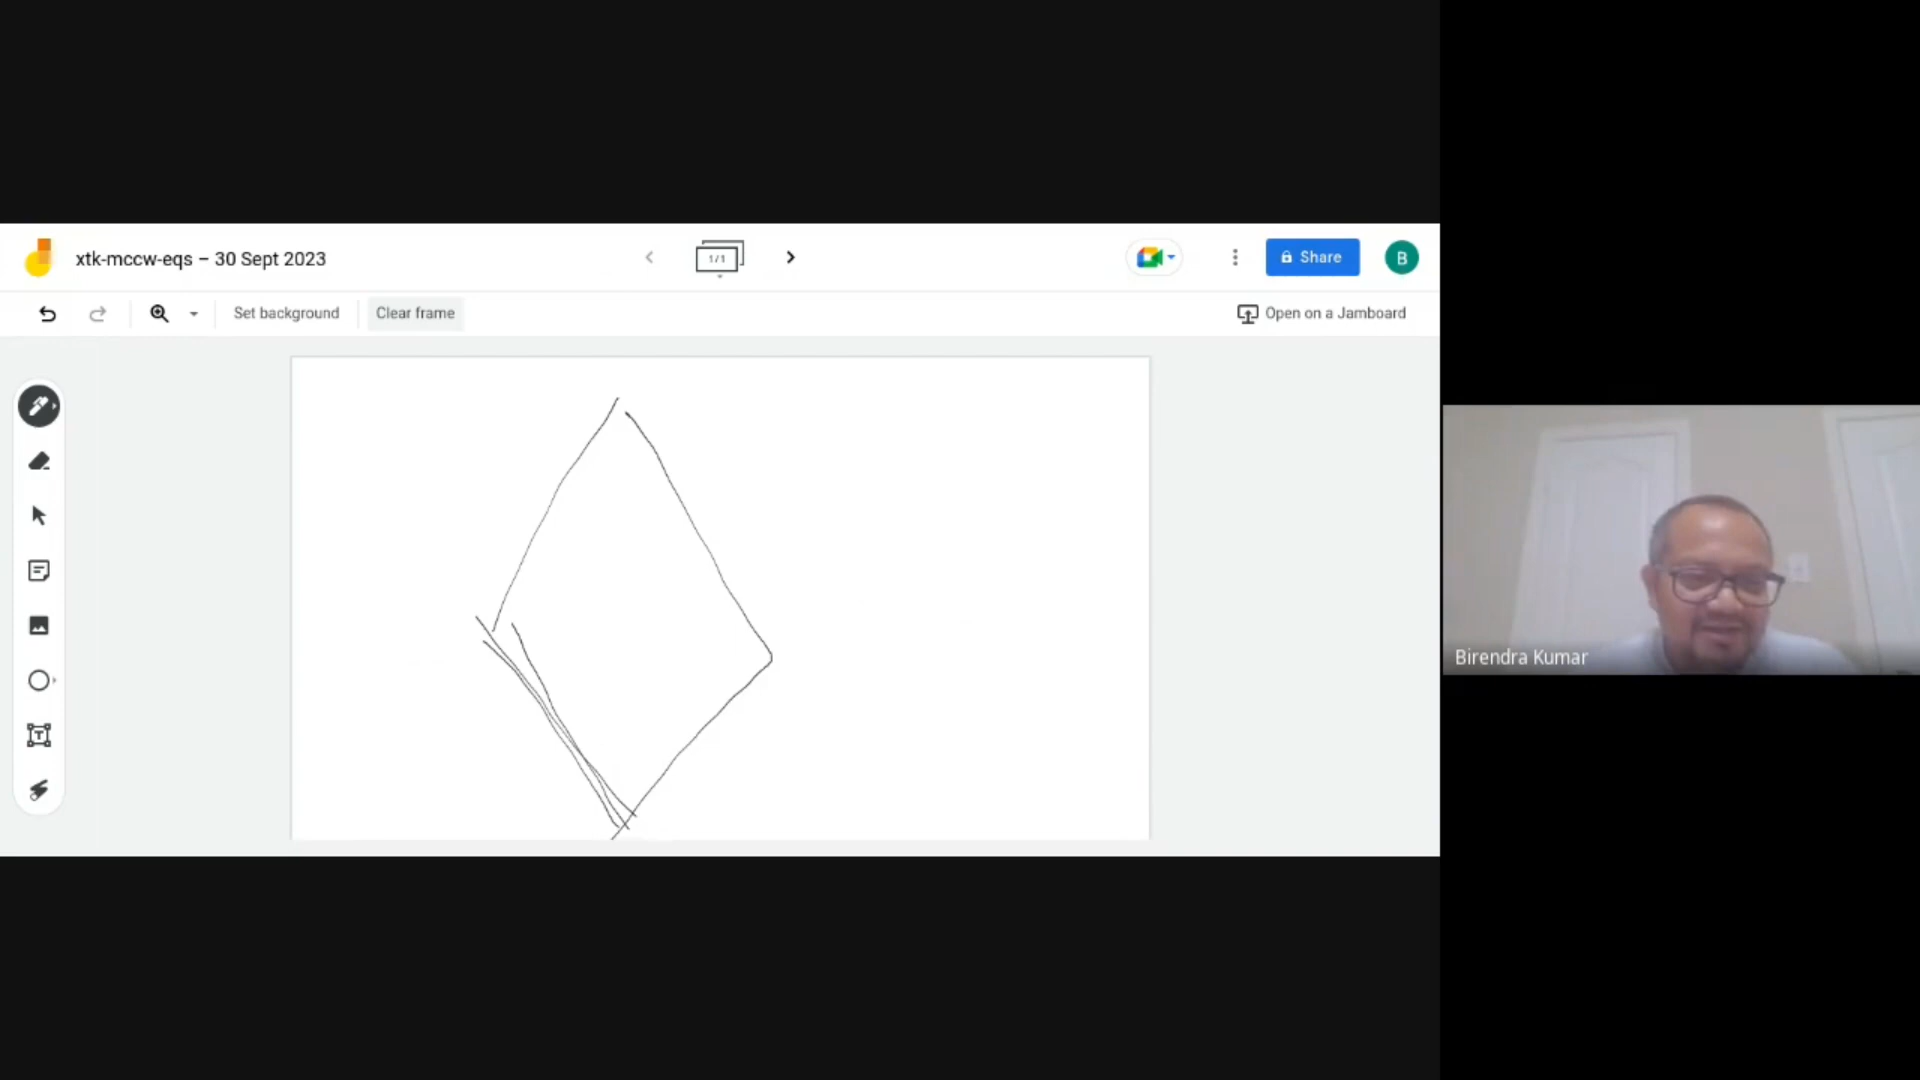 xtk-mccw-eqs – 30 Sept 2023
1/1
Share
B
Set background
Clear frame
Open on a Jamboard
T
Birendra Kumar